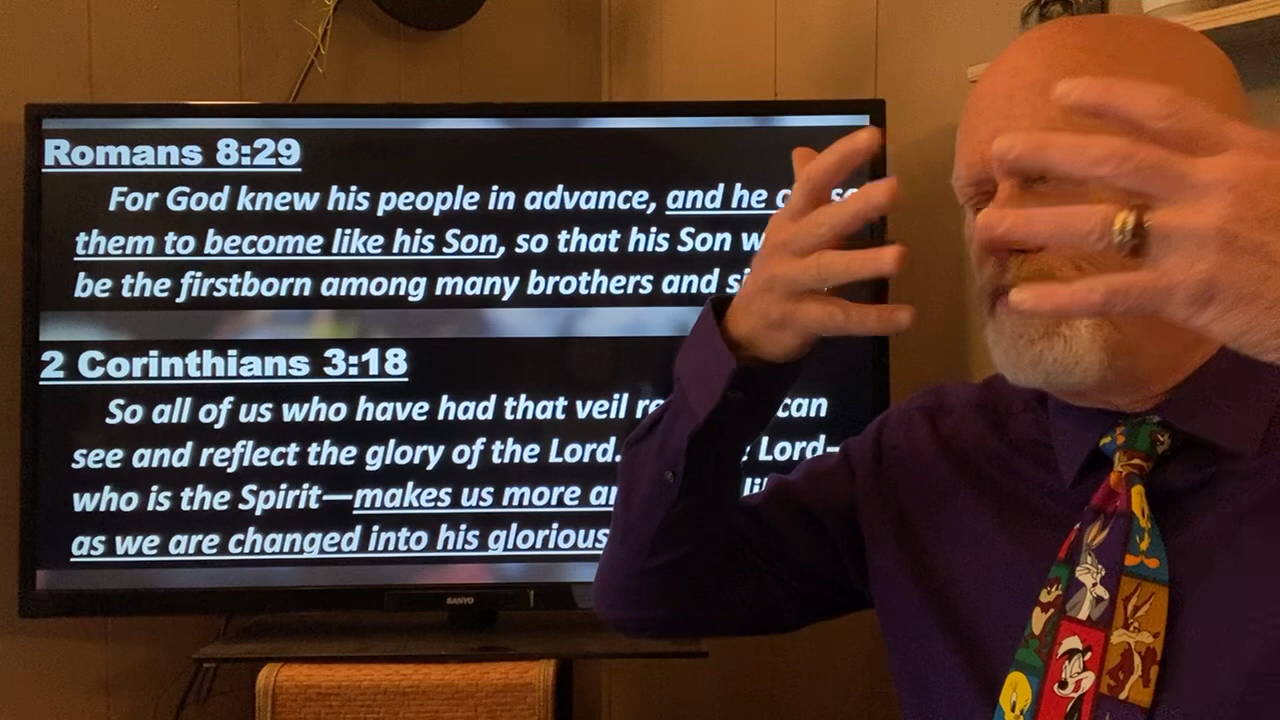 Romans 8:29
For God knew his people in advance, and he
them to become like his Son, so that his Son
be the firstborn among many brothers and
2 Corinthians 3:18
So all of us who have had that veil can
see and reflect the glory of the Lord. Lord—
who is the Spirit—makes us more
as we are changed into his glorious
SANYO